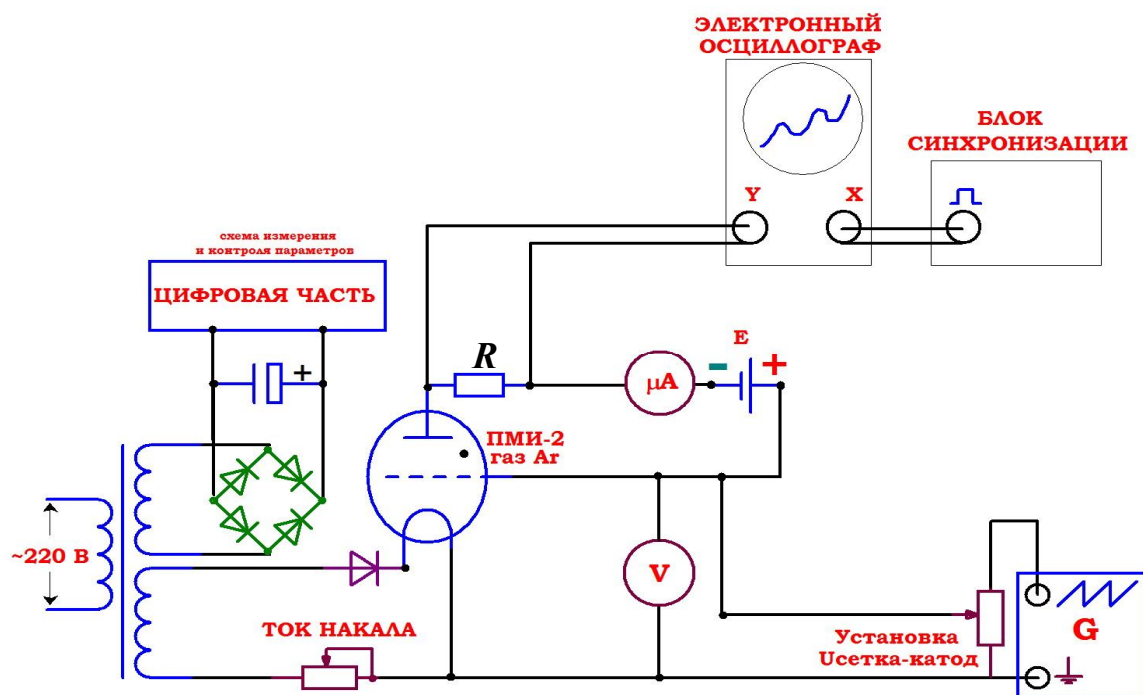 ЭЛЕКТРОННЫЙ
ОСЦИЛЛОГРАФ
Y
X
БЛОК
СИНХРОНИЗАЦИИ
схема измерения
и контроля параметров
ЦИФРОВАЯ ЧАСТЬ
+
R
μA
E
-
+
ПМИ-2
газ Ar
~220 В
V
ТОК НАКАЛА
Установка
Uсетка-катод
G